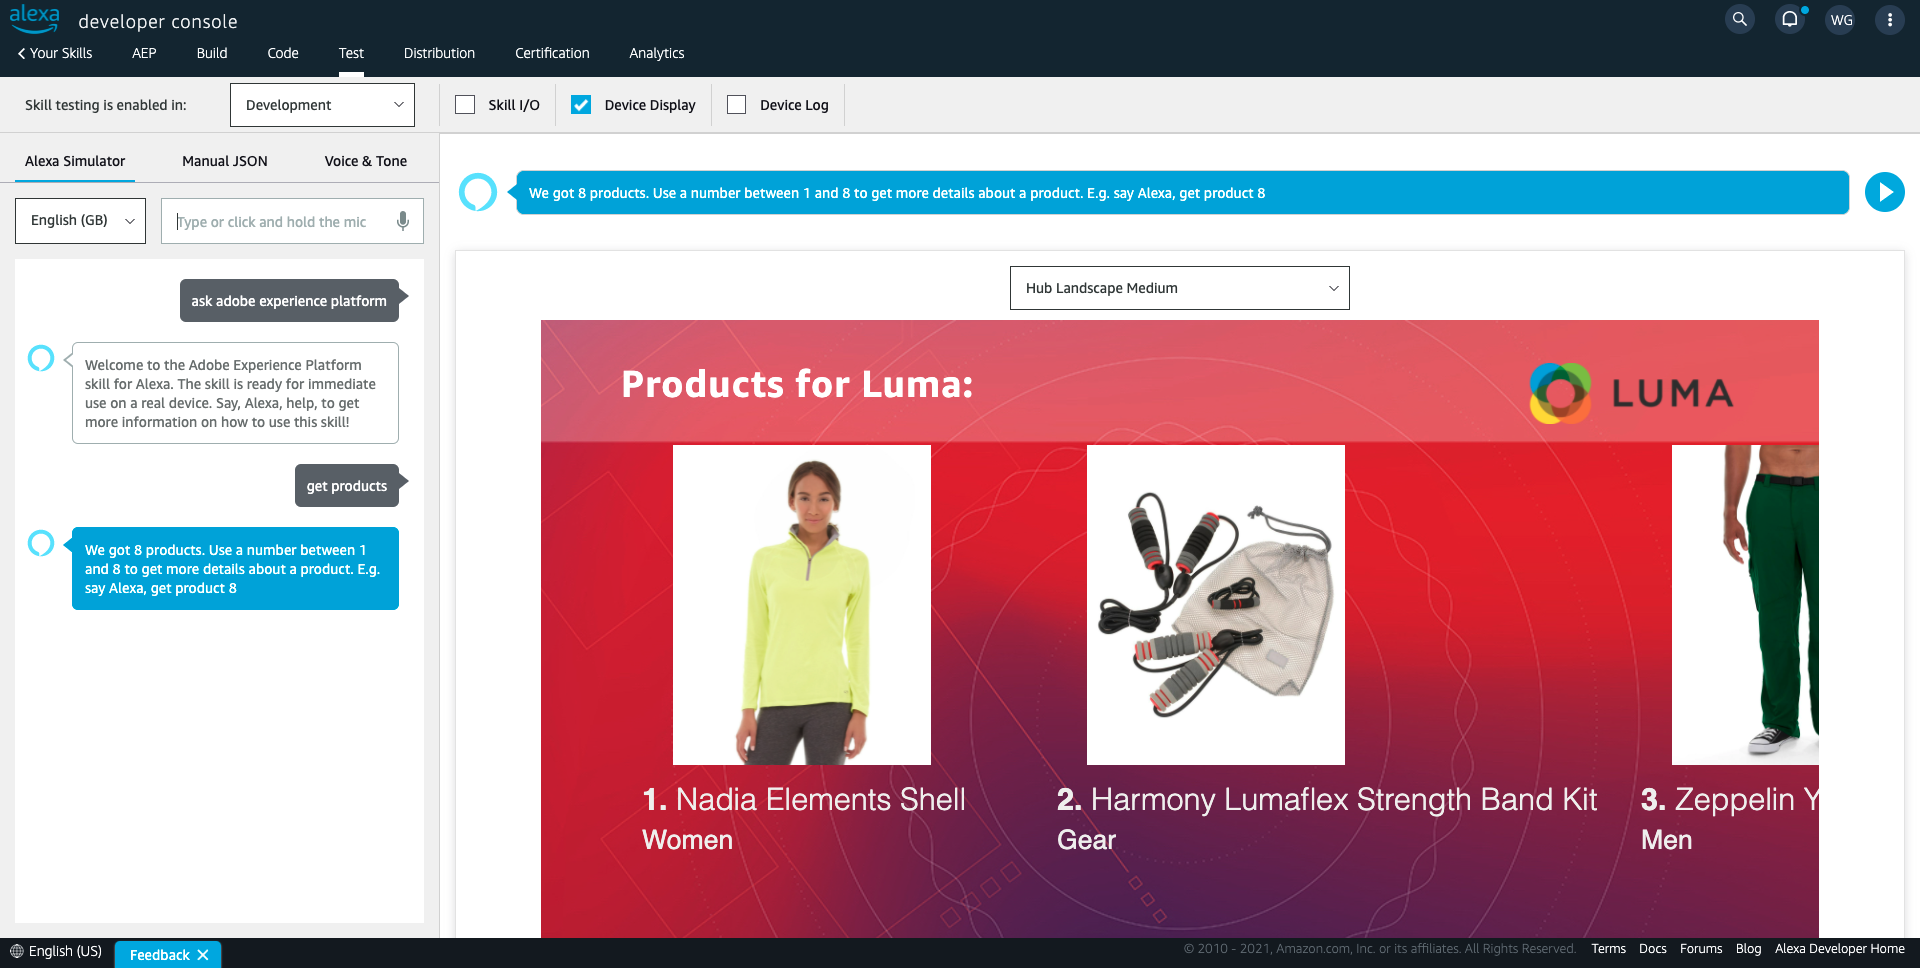 alexa developer console
WG
Your Skills AEP Build Code Test Distribution Certification Analytics
Skill testing is enabled in: Development Skill I/O Device Display Device Log
Alexa Simulator Manual JSON Voice & Tone
English (GB) Type or click and hold the mic
ask adobe experience platform
Welcome to the Adobe Experience Platform
skill for Alexa. The skill is ready for immediate
use on a real device. Say, Alexa, help, to get
more information on how to use this skill!
get products
We got 8 products. Use a number between 1
and 8 to get more details about a product. E.g.
say Alexa, get product 8
We got 8 products. Use a number between 1 and 8 to get more details about a product. E.g. say Alexa, get product 8
Hub Landscape Medium
Products for Luma:
LUMA
1. Nadia Elements Shell
Women
2. Harmony Lumaflex Strength Band Kit
Gear
3. Zeppelin Y
Men
English (US) Feedback
© 2010 - 2021, Amazon.com, Inc. or its affiliates. All Rights Reserved. Terms Docs Forums Blog Alexa Developer Home